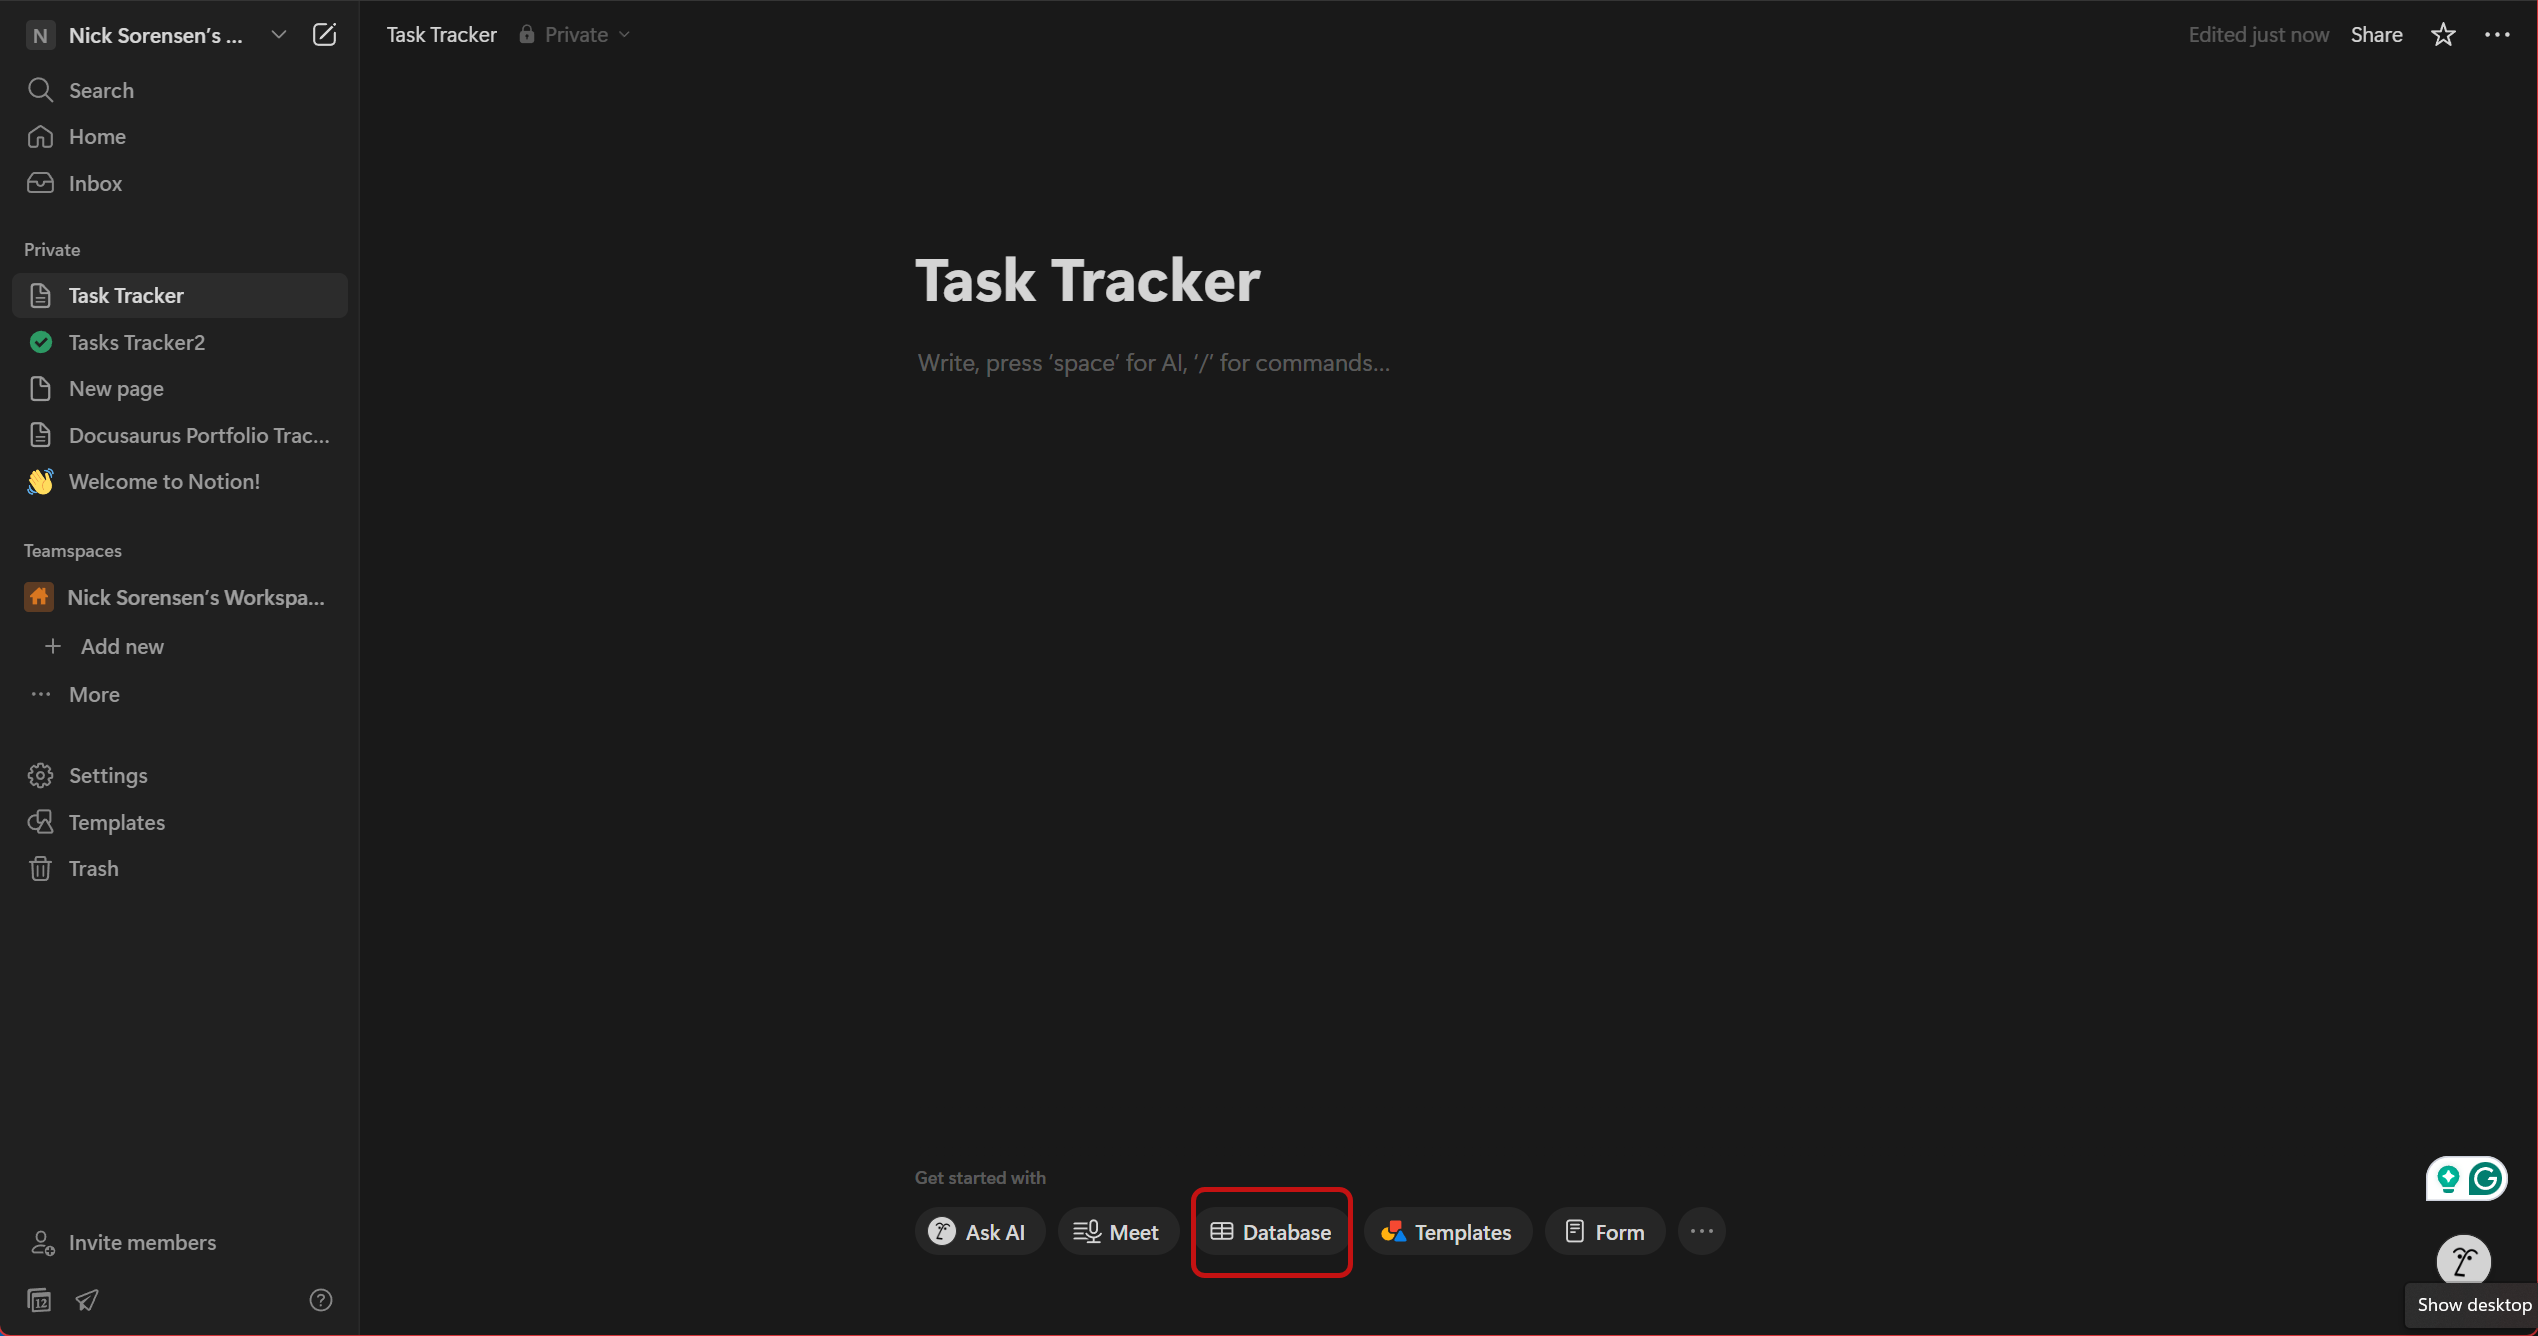 N Nick Sorensen’s ...
Search
Home
Inbox
Private
Task Tracker
Tasks Tracker2
New page
Docusaurus Portfolio Trac...
Welcome to Notion!
Teamspaces
Nick Sorensen’s Workspa...
Add new
More
Settings
Templates
Trash
Invite members
12
Task Tracker Private
Edited just now Share
Task Tracker
Write, press ‘space’ for AI, ‘/’ for commands...
Get started with
Ask AI Meet Database Templates Form
Show desktop